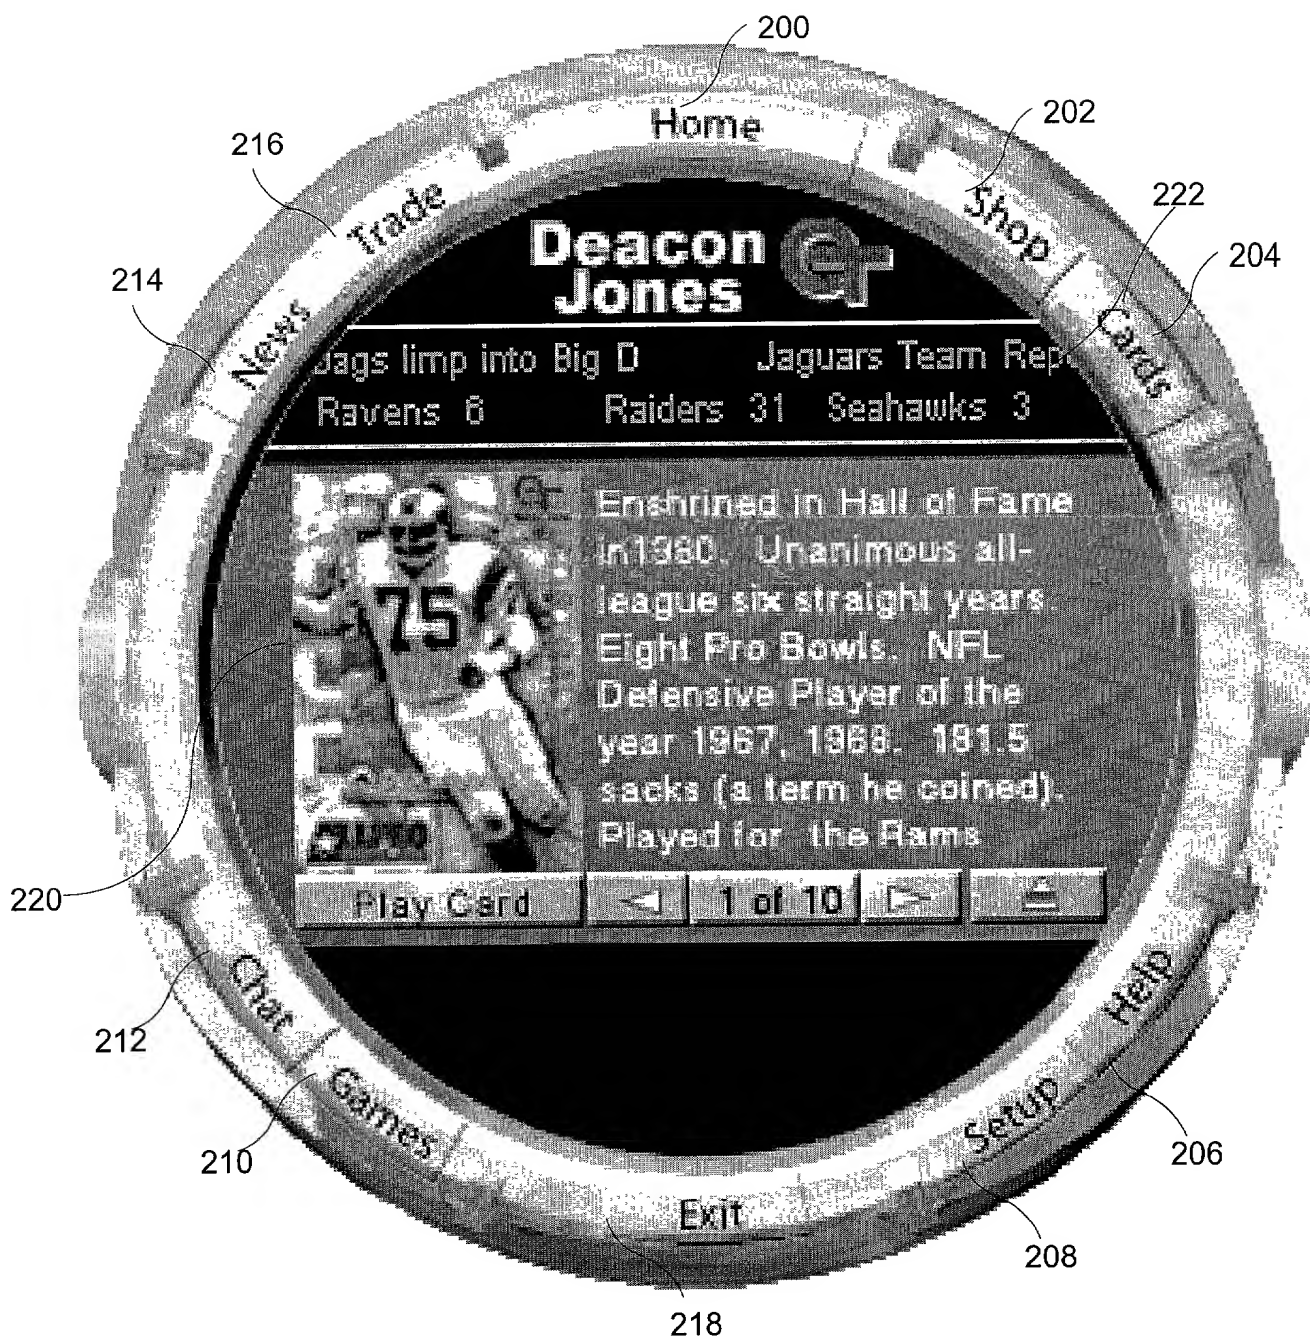 200
Home
202
Shop
216
Trade
222
Cards
204
214
News
Deacon
Jones
Jags limp into Big D Jaguars Team Rep
Ravens 6 Raiders 31 Seahawks 3
75
Enshrined in Hall of Fame
in1980. Unanimous all-
league six straight years.
Eight Pro Bowls. NFL
Defensive Player of the
year 1967, 1968. 181.5
sacks (a term he coined).
Played for the Rams
220
Play Card 1 of 10
212
Chat
Help
210
Games
Setup
206
Exit
208
218